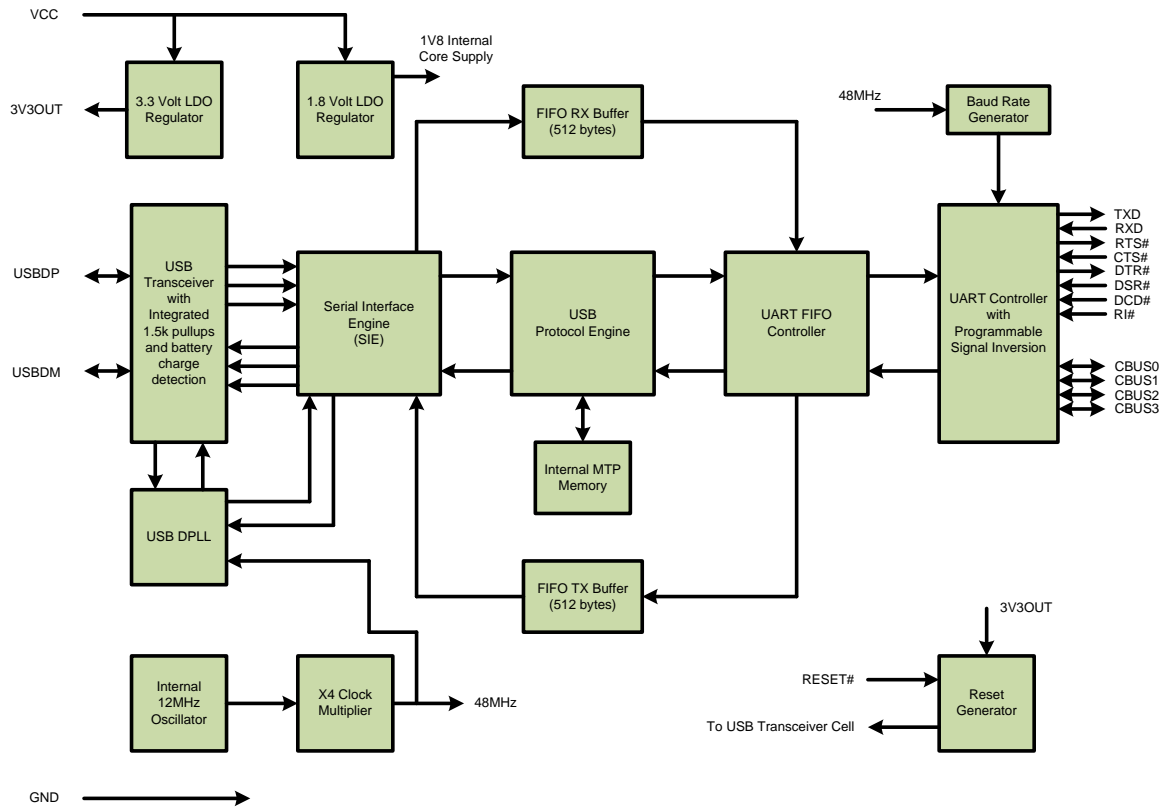 VCC
1V8 Internal
Core Supply
3.3 Volt LDO
Regulator
1.8 Volt LDO
Regulator
3V3OUT
FIFO RX Buffer
(512 bytes)
48MHz
Baud Rate
Generator
USBDP
USBDM
USB
Transceiver
with
Integrated
1.5k pullups
and battery
charge
detection
Serial Interface
Engine
(SIE)
USB
Protocol Engine
UART FIFO
Controller
UART Controller
with
Programmable
Signal Inversion
TXD
RXD
RTS#
CTS#
DTR#
DSR#
DCD#
RI#
CBUS0
CBUS1
CBUS2
CBUS3
Internal MTP
Memory
USB DPLL
FIFO TX Buffer
(512 bytes)
3V3OUT
Internal
12MHz
Oscillator
X4 Clock
Multiplier
48MHz
RESET#
To USB Transceiver Cell
Reset
Generator
GND